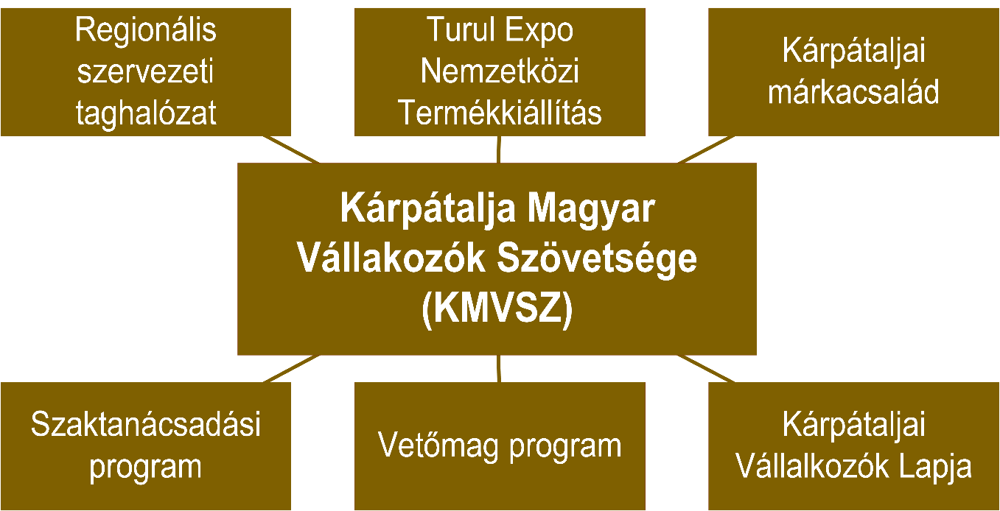 Regionális
szervezeti
taghalózat
Turul Expo
Nemzetközi
Termékkiállítás
Kárpátaljai
márkacsalád
Kárpátalja Magyar
Vállakozók Szövetsége
(KMVSZ)
Szaktanácsadási
program
Vetőmag program
Kárpátaljai
Vállalkozók Lapja